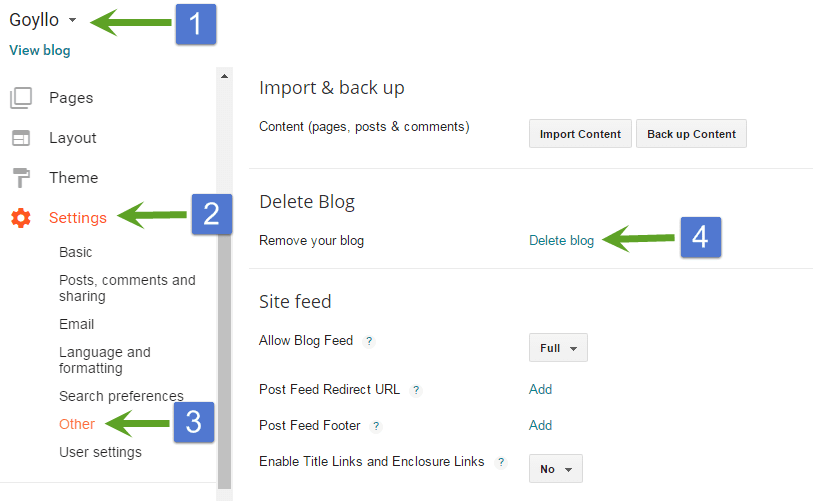 Goyllo
1
View blog
Pages
Layout
Theme
Settings
2
Basic
Posts, comments and
sharing
Email
Language and
formatting
Search preferences
Other
3
User settings
Import & back up
Content (pages, posts & comments)
Import Content
Back up Content
Delete Blog
Remove your blog
Delete blog
4
Site feed
Allow Blog Feed ?
Full
Post Feed Redirect URL ?
Add
Post Feed Footer ?
Add
Enable Title Links and Enclosure Links ?
No